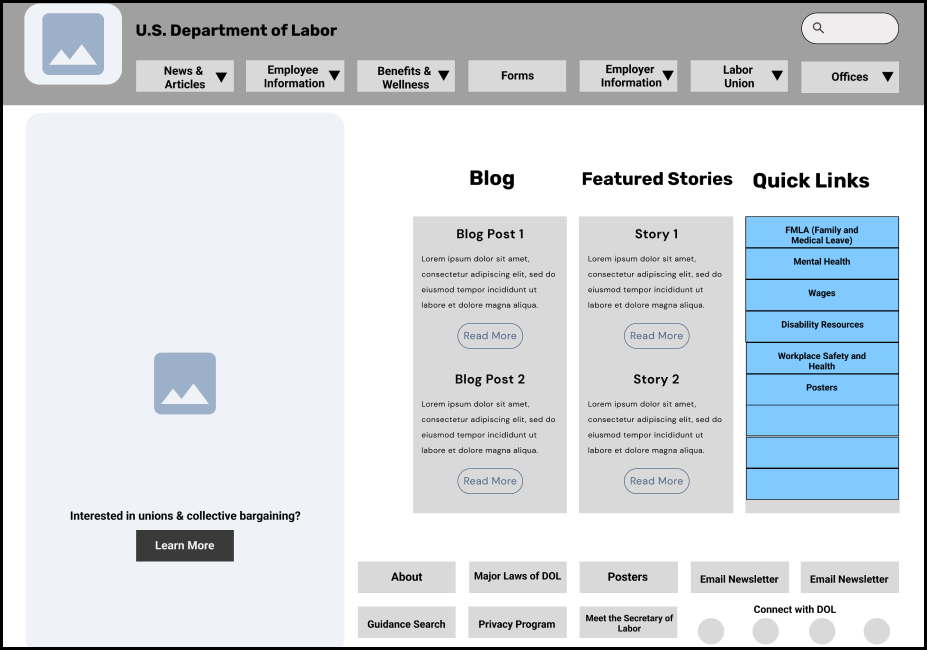 U.S. Department of Labor
News &
Articles
Employee
Information
Benefits &
Wellness
Forms
Employer
Information
Labor
Union
Offices
Interested in unions & collective bargaining?
Learn More
Blog
Blog Post 1
Lorem ipsum dolor sit amet,
consectetur adipiscing elit, sed do
eiusmod tempor incididunt ut
labore et dolore magna aliqua.
Read More
Blog Post 2
Lorem ipsum dolor sit amet,
consectetur adipiscing elit, sed do
eiusmod tempor incididunt ut
labore et dolore magna aliqua.
Read More
Featured Stories
Story 1
Lorem ipsum dolor sit amet,
consectetur adipiscing elit, sed do
eiusmod tempor incididunt ut
labore et dolore magna aliqua.
Read More
Story 2
Lorem ipsum dolor sit amet,
consectetur adipiscing elit, sed do
eiusmod tempor incididunt ut
labore et dolore magna aliqua.
Read More
Quick Links
FMLA (Family and
Medical Leave)
Mental Health
Wages
Disability Resources
Workplace Safety and
Health
Posters
About
Major Laws of DOL
Posters
Email Newsletter
Email Newsletter
Guidance Search
Privacy Program
Meet the Secretary of
Labor
Connect with DOL